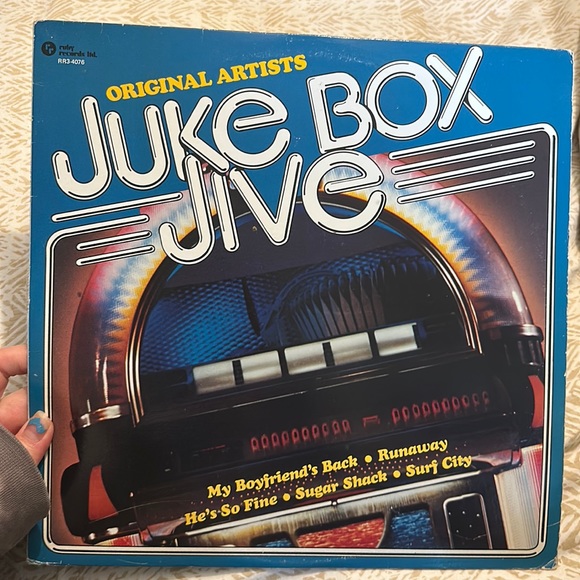 ruby
records ltd.
RR3-4076
ORIGINAL ARTISTS
JUKE BOX
JIVE
My Boyfriend's Back • Runaway
He's So Fine • Sugar Shack • Surf City